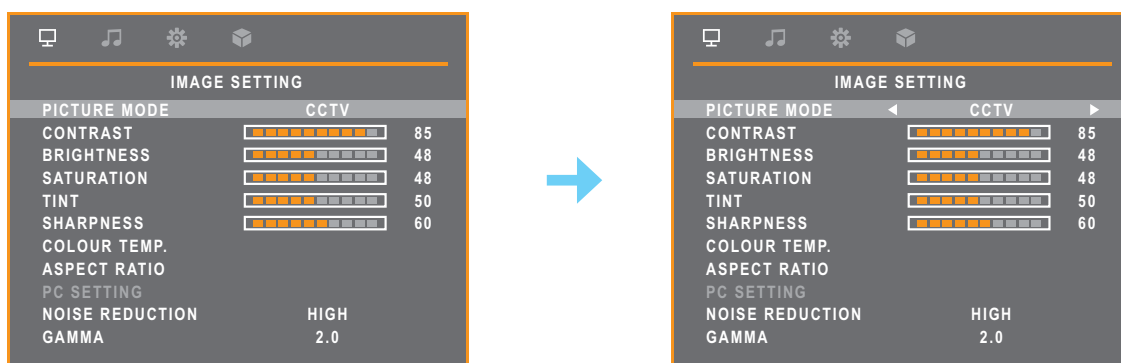 IMAGE SETTING
PICTURE MODE CCTV
CONTRAST 85
BRIGHTNESS 48
SATURATION 48
TINT 50
SHARPNESS 60
COLOUR TEMP.
ASPECT RATIO
PC SETTING
NOISE REDUCTION HIGH
GAMMA 2.0
IMAGE SETTING
PICTURE MODE CCTV
CONTRAST 85
BRIGHTNESS 48
SATURATION 48
TINT 50
SHARPNESS 60
COLOUR TEMP.
ASPECT RATIO
PC SETTING
NOISE REDUCTION HIGH
GAMMA 2.0